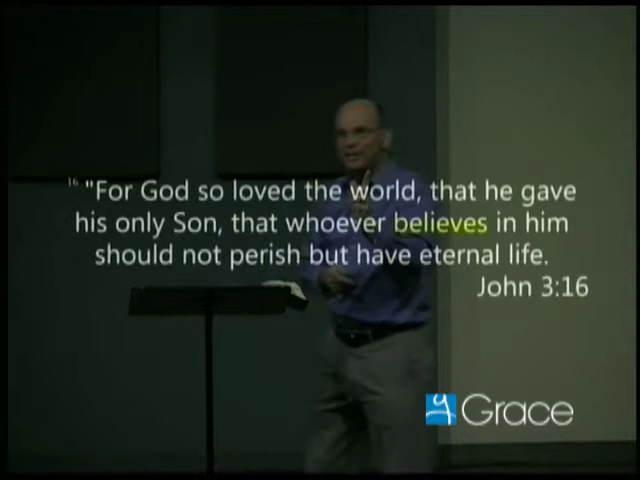 16 "For God so loved the world, that he gave
his only Son, that whoever believes in him
should not perish but have eternal life.
John 3:16
Grace